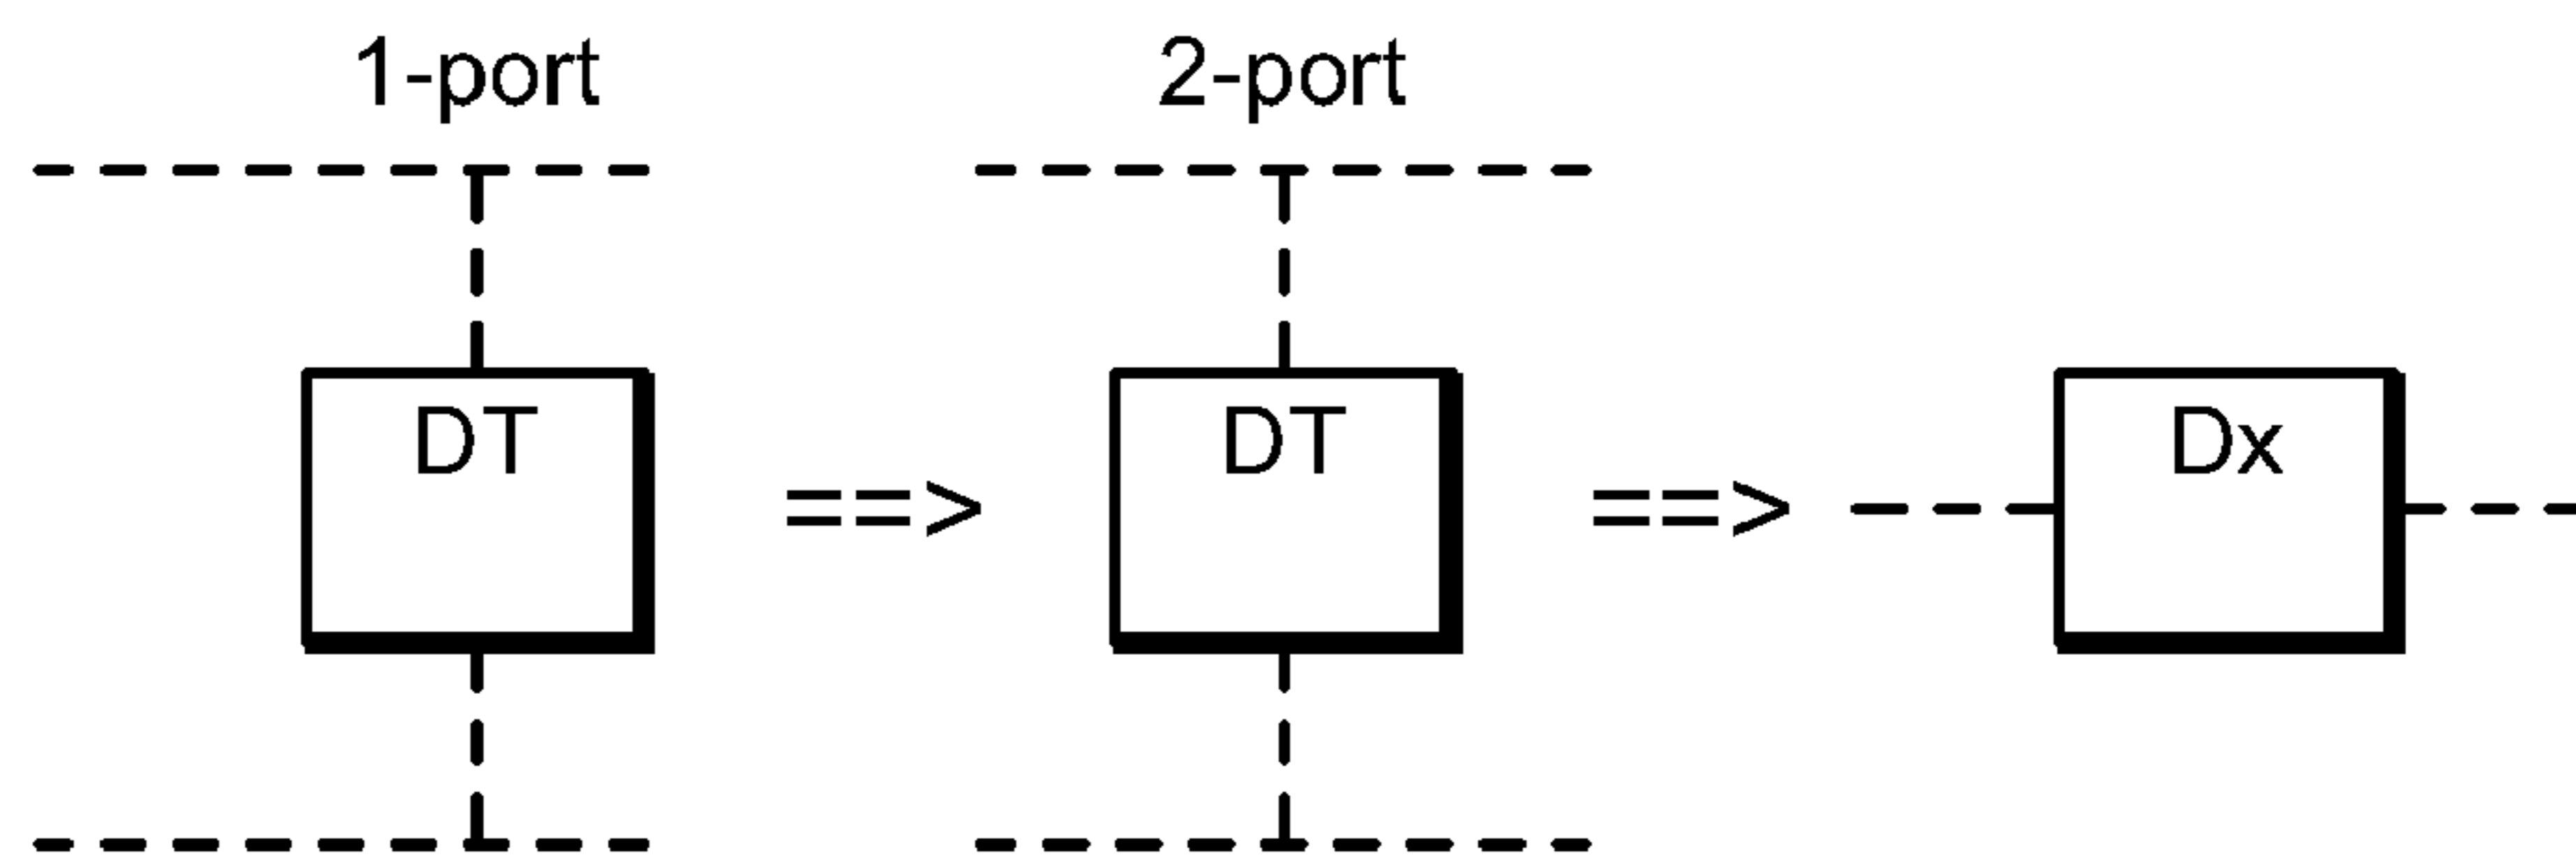 1-port
2-port
DT
==>
DT
==>
Dx